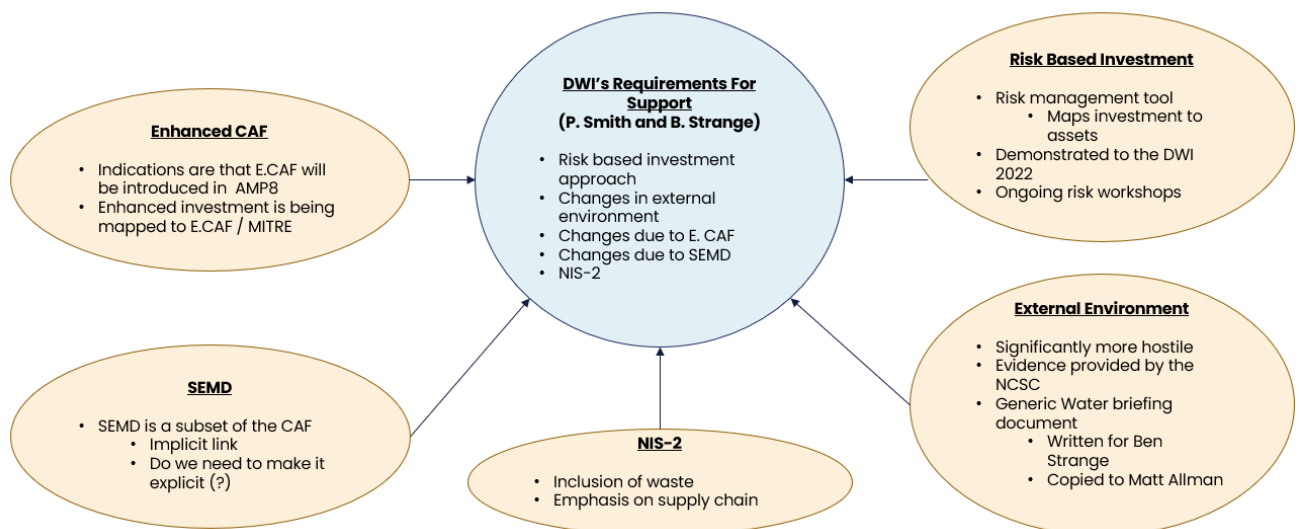 Enhanced CAF
• Indications are that E.CAF will
be introduced in AMP8
• Enhanced investment is being
mapped to E.CAF / MITRE
SEMD
• SEMD is a subset of the CAF
• Implicit link
• Do we need to make it
explicit (?)
DWI's Requirements For
Support
(P. Smith and B. Strange)
• Risk based investment
approach
• Changes in external
environment
• Changes due to E. CAF
• Changes due to SEMD
• NIS-2
NIS-2
• Inclusion of waste
• Emphasis on supply chain
Risk Based Investment
• Risk management tool
• Maps investment to
assets
• Demonstrated to the DWI
2022
• Ongoing risk workshops
External Environment
• Significantly more hostile
• Evidence provided by the
NCSC
• Generic Water briefing
document
• Written for Ben
Strange
• Copied to Matt Allman